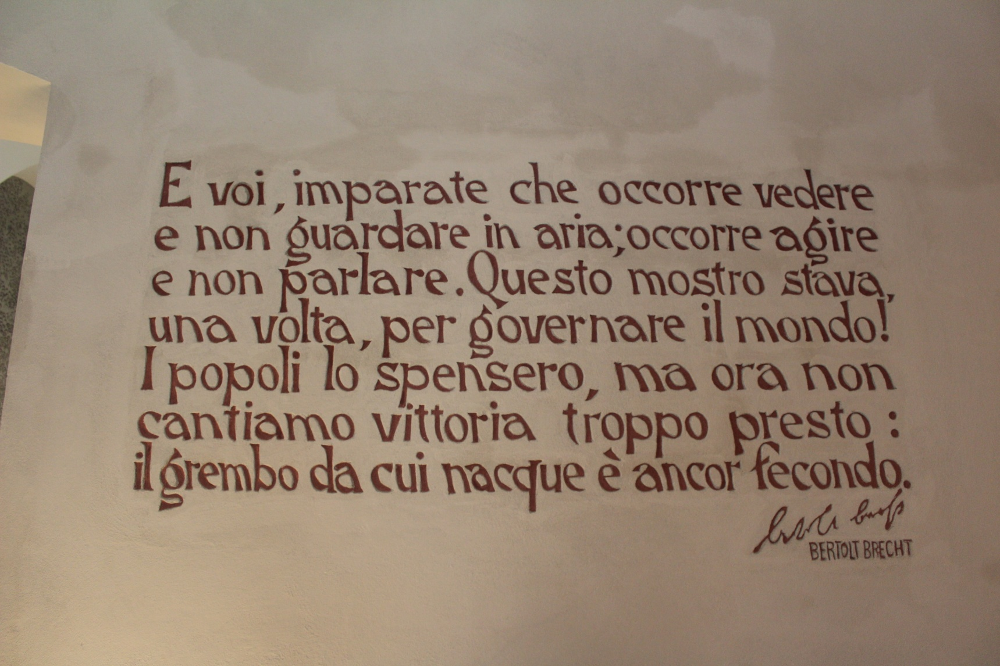 E voi, imparate che occorre vedere
e non guardare in aria; occorre agire
e non parlare. Questo mostro stava,
una volta, per governare il mondo!
I popoli lo spensero, ma ora non
cantiamo vittoria troppo presto :
il grembo da cui nacque è ancor fecondo.
bertolt brecht
BERTOLT BRECHT